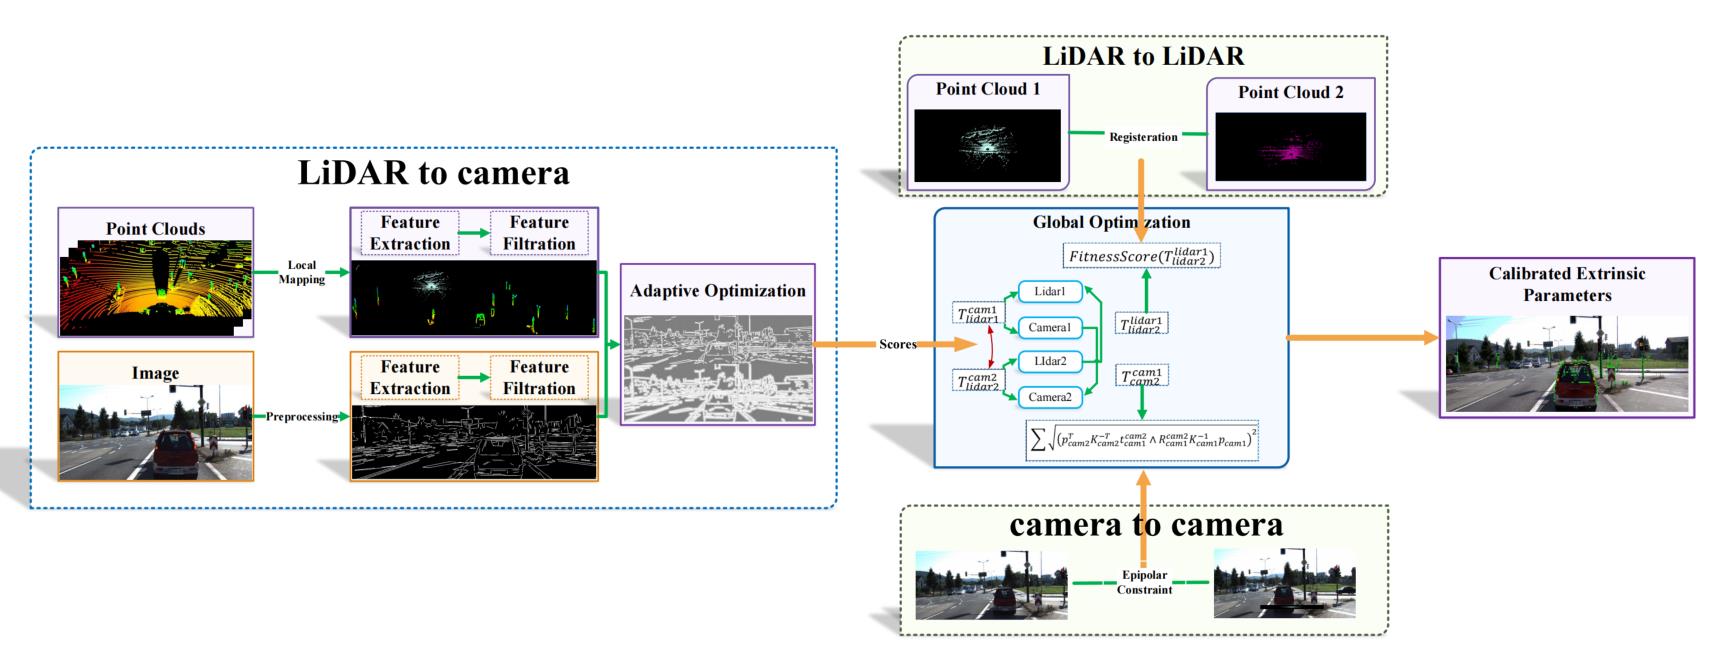 LiDAR to camera
Point Clouds
Local
Mapping
Feature
Extraction
Feature
Filtration
Image
Preprocessing
Feature
Extraction
Feature
Filtration
Adaptive Optimization
Scores
LiDAR to LiDAR
Point Cloud 1
Registeration
Point Cloud 2
Global Optimization
FitnessScore(T_{lidar2}^{lidar1})
T_{lidar1}^{cam1}
Lidar1
Camera1
T_{lidar2}^{lidar1}
T_{lidar2}^{cam2}
LIdar2
Camera2
T_{cam2}^{cam1}
∑√(p_{cam2}^{T} K_{cam2}^{-T} t_{cam1}^{cam2} ∧ R_{cam1}^{cam2} K_{cam1}^{-1} p_{cam1})^2
camera to camera
Epipolar
Constraint
Calibrated Extrinsic
Parameters